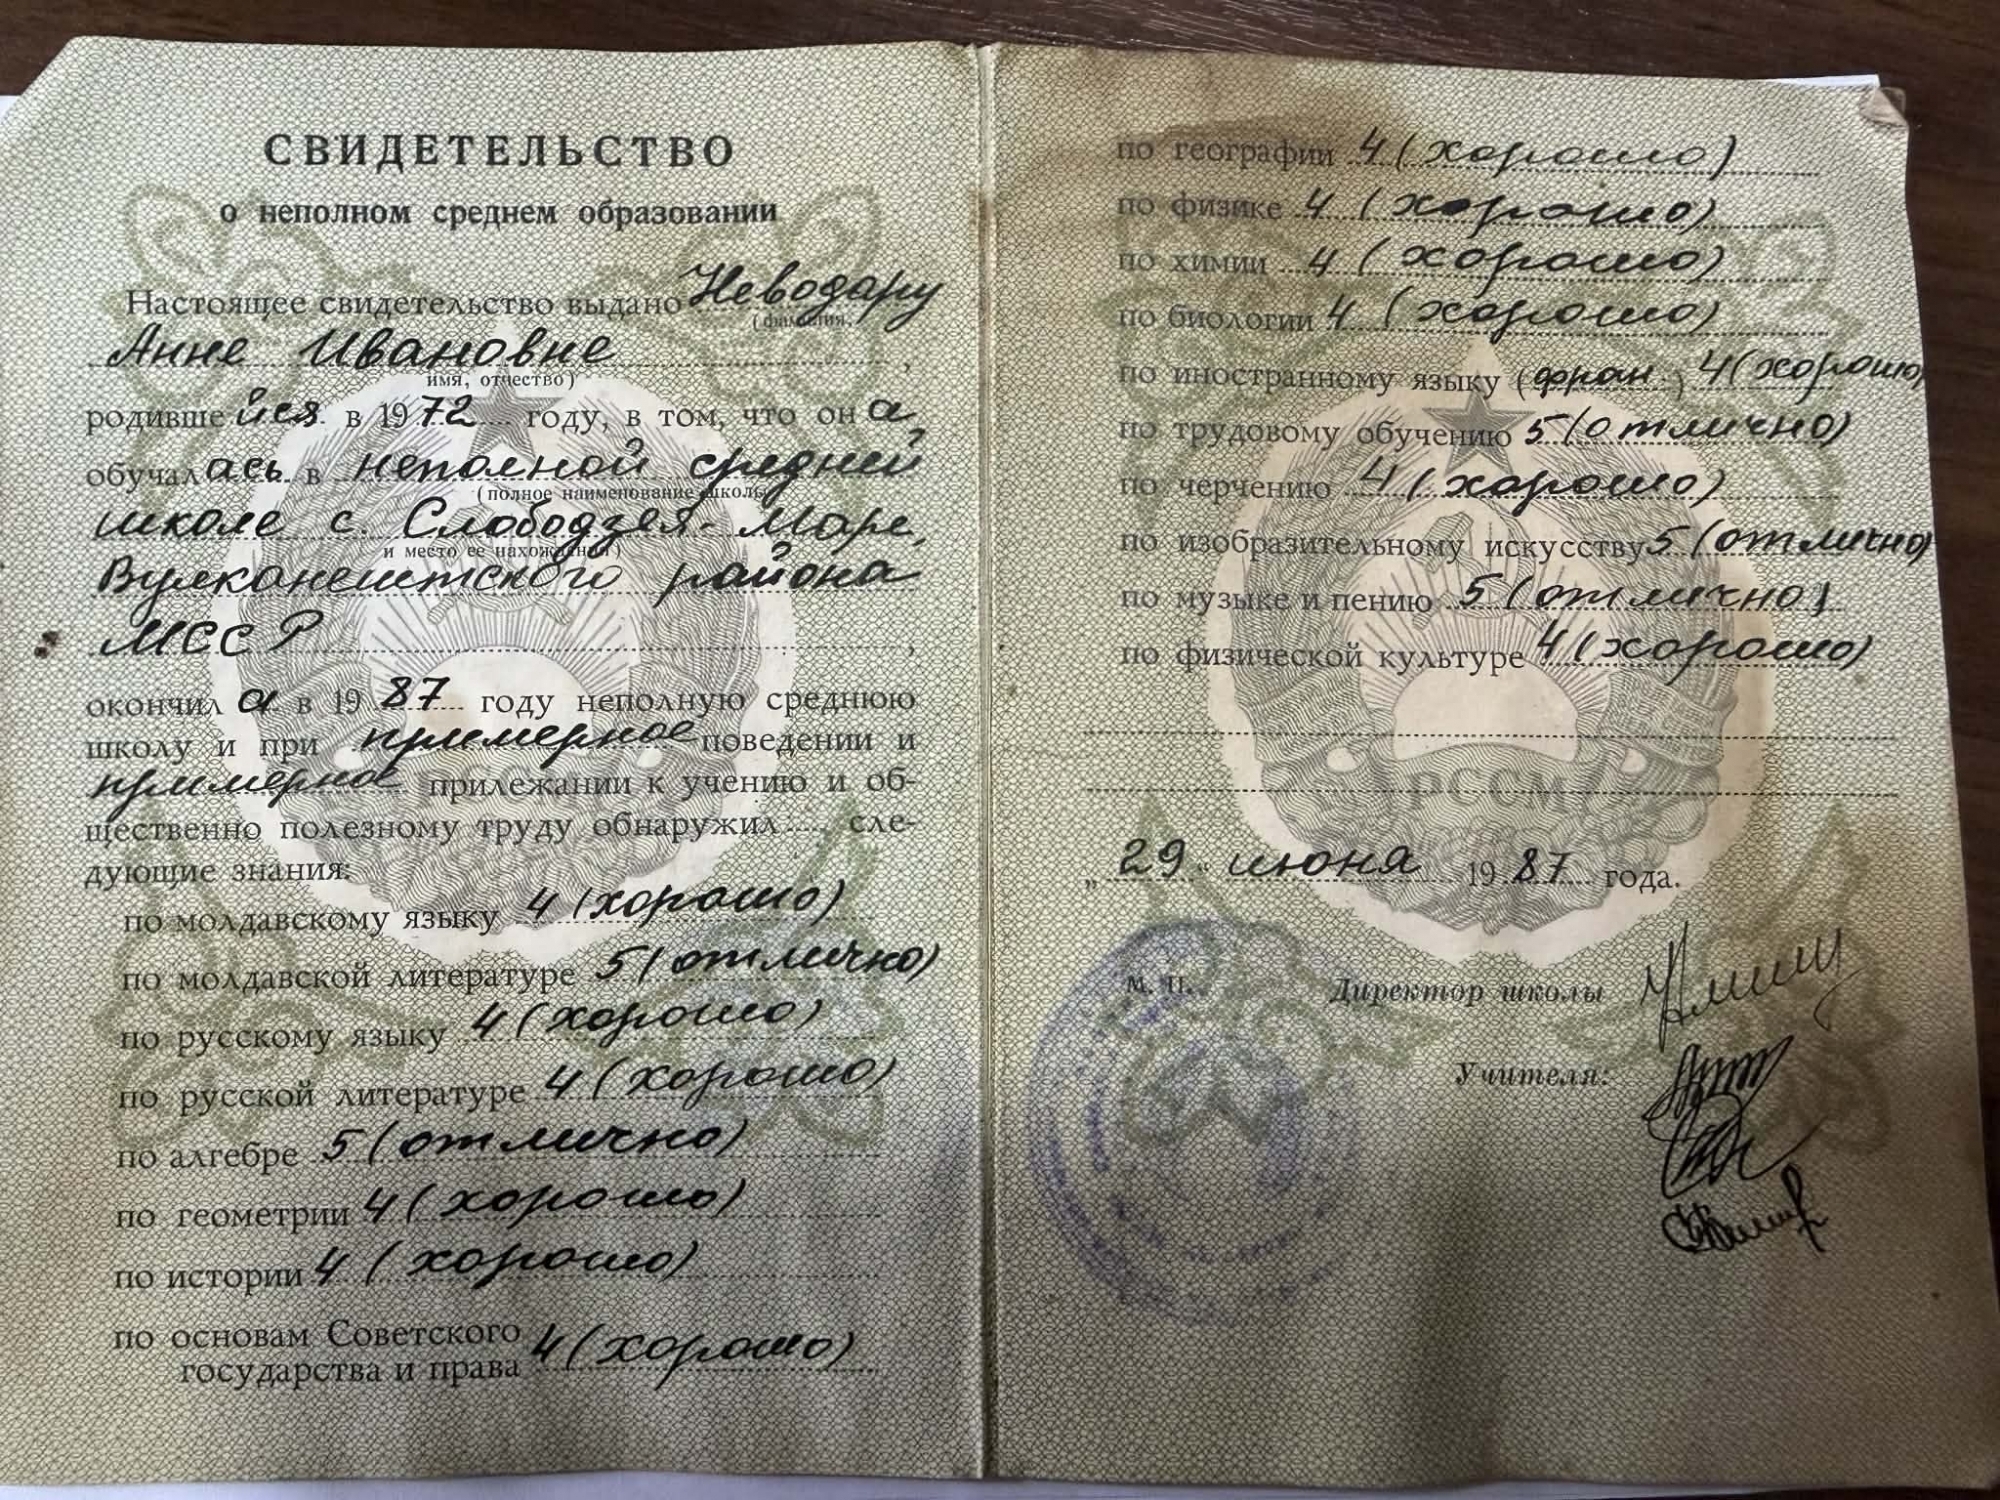 СВИДЕТЕЛЬСТВО
о неполном среднем образовании
Настоящее свидетельство выдано Неводару
(фамилия,
Анне Ивановне,
имя, отчество)
родившейся в 1972 году, в том, что она,
обучалась в неполной средней
(полное наименование школы
школе с. Слободзея-Маре,
и место ее нахождения)
Вулканештского района
МССР,
окончила в 1987 году неполную среднюю
школу и при примерное поведении и
примерное прилежании к учению и об-
щественно полезному труду обнаружил.... сле-
дующие знания:
по молдавскому языку 4 (хорошо)
по молдавской литературе 5 (отлично)
по русскому языку 4 (хорошо)
по русской литературе 4 (хорошо)
по алгебре 5 (отлично)
по геометрии 4 (хорошо)
по истории 4 (хорошо)
по основам Советского
государства и права 4 (хорошо)
по географии 4 (хорошо)
по физике 4 (хорошо)
по химии 4 (хорошо)
по биологии 4 (хорошо)
по иностранному языку (фран.) 4 (хорошо)
по трудовому обучению 5 (отлично)
по черчению 4 (хорошо)
по изобразительному искусству 5 (отлично)
по музыке и пению 5 (отлично)
по физической культуре 4 (хорошо)
РССМ
„29“ июня 1987 года.
М. П.
Директор школы
Учителя: